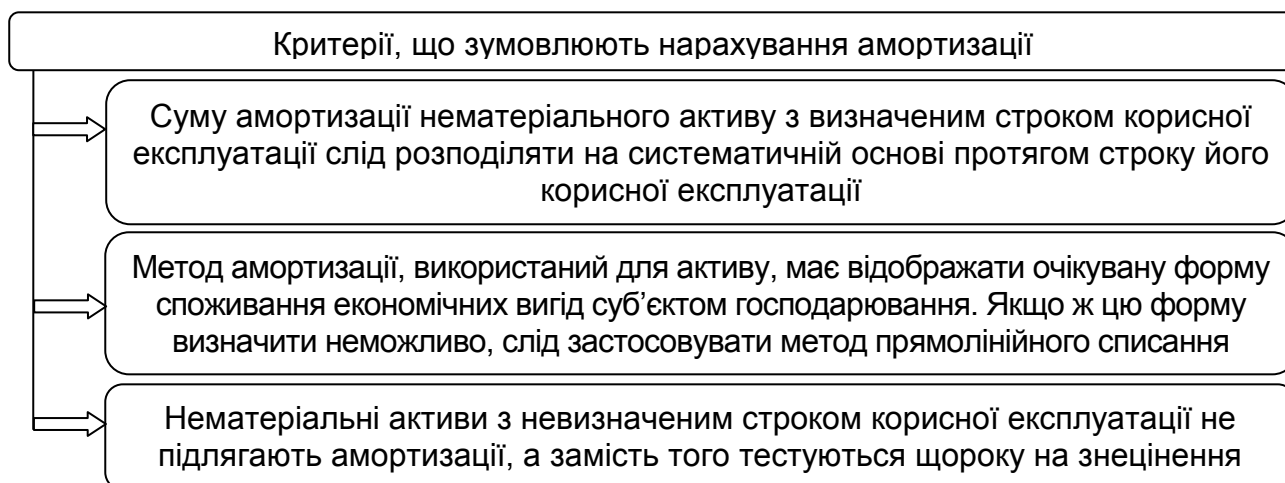 Критерії, що зумовлюють нарахування амортизації
Суму амортизації нематеріального активу з визначеним строком корисної
експлуатації слід розподіляти на систематичній основі протягом строку його
корисної експлуатації
Метод амортизації, використаний для активу, має відображати очікувану форму
споживання економічних вигід суб’єктом господарювання. Якщо ж цю форму
визначити неможливо, слід застосовувати метод прямолінійного списання
Нематеріальні активи з невизначеним строком корисної експлуатації не
підлягають амортизації, а замість того тестуються щороку на знецінення